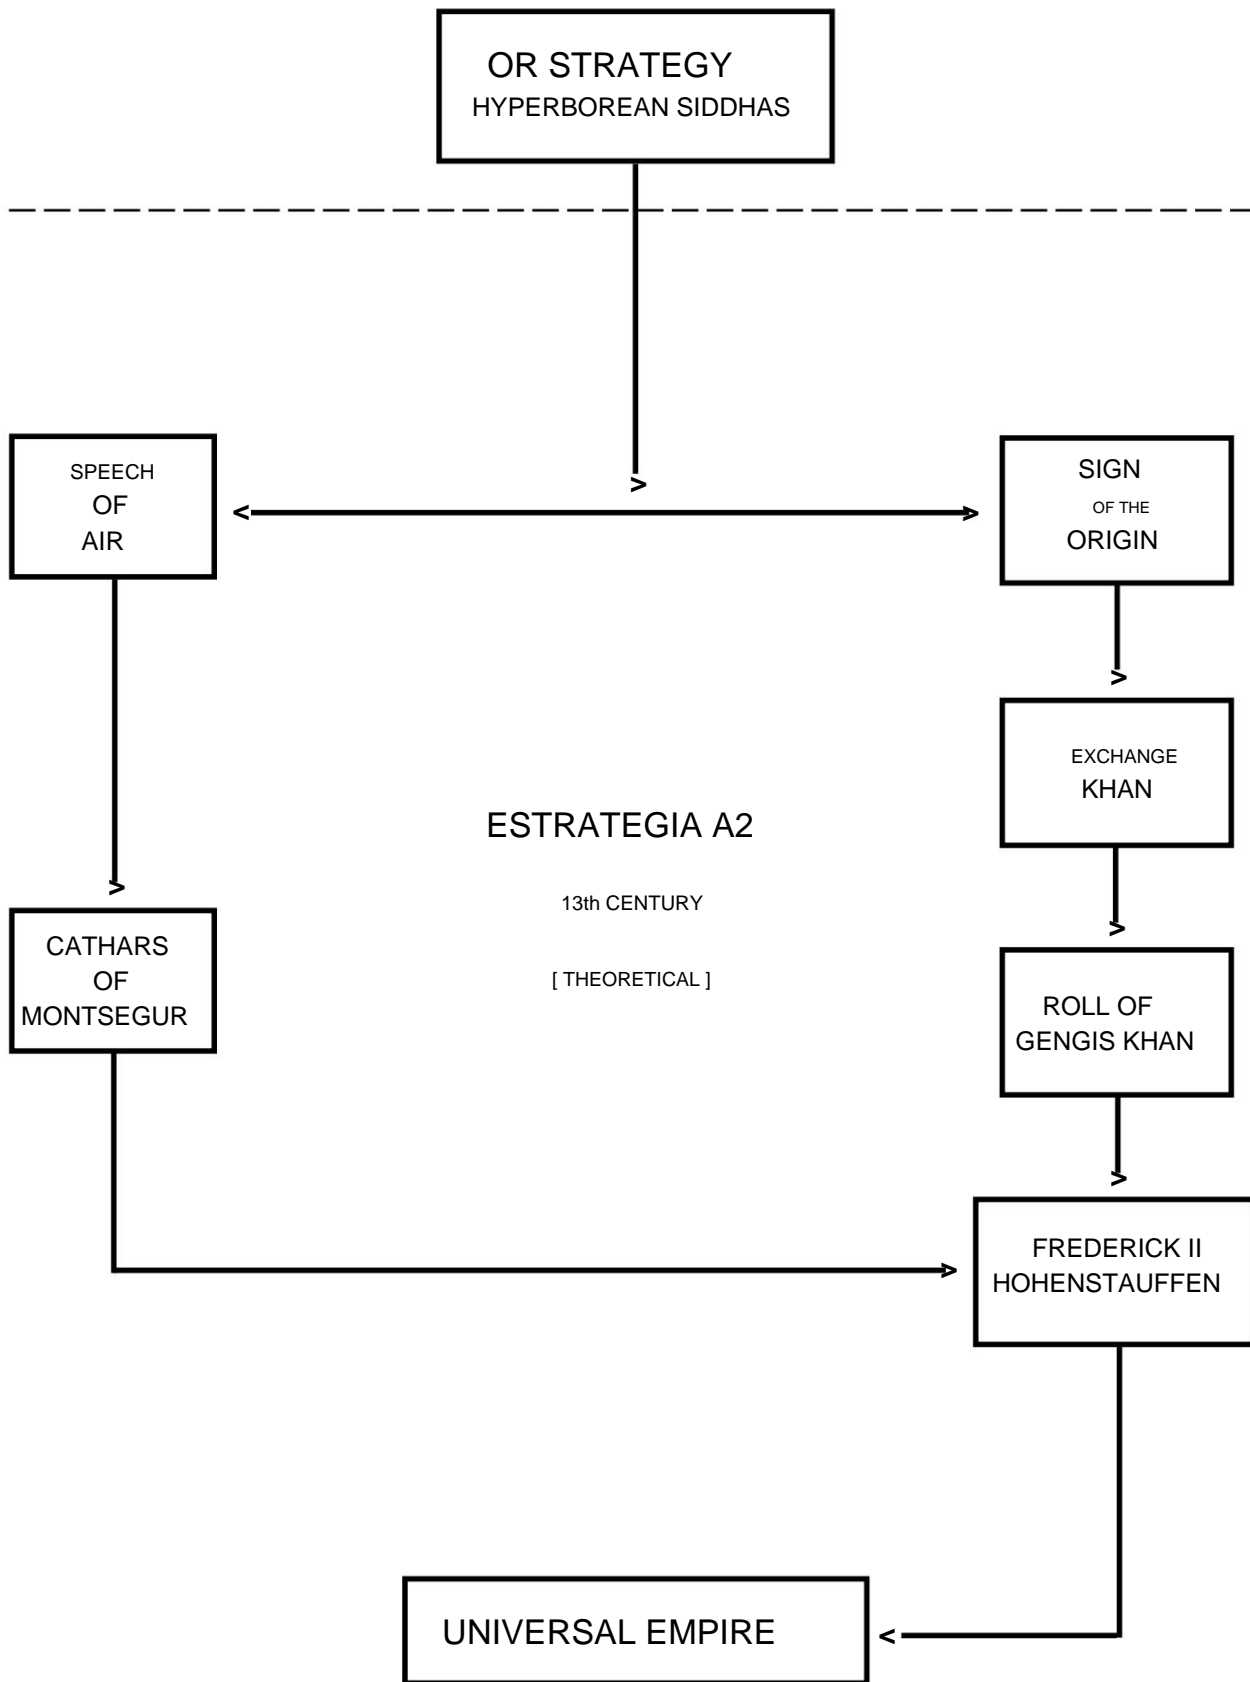 OR STRATEGY
HYPERBOREAN SIDDHAS
SPEECH
OF
AIR
SIGN
OF THE
ORIGIN
EXCHANGE
KHAN
ESTRATEGIA A2
13th CENTURY
[ THEORETICAL ]
CATHARS
OF
MONTSEGUR
ROLL OF
GENGIS KHAN
FREDERICK II
HOHENSTAUFFEN
UNIVERSAL EMPIRE